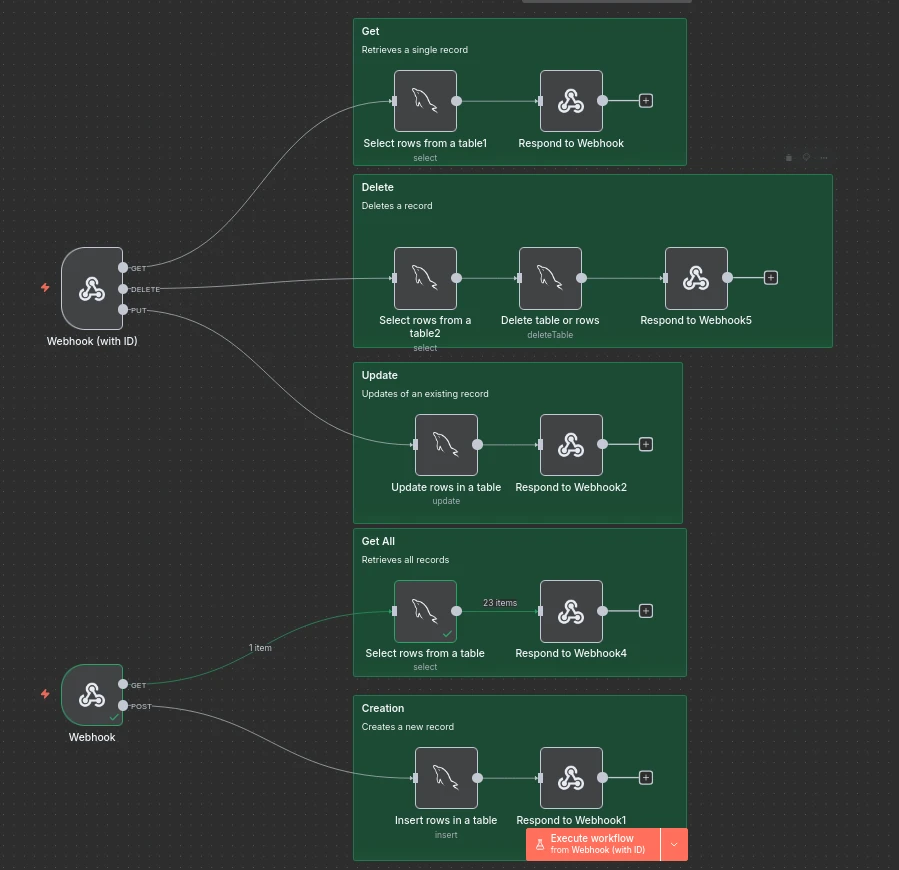 Get
Retrieves a single record
Select rows from a table1
select
Respond to Webhook
Delete
Deletes a record
Select rows from a
table2
select
Delete table or rows
deleteTable
Respond to Webhook5
GET
DELETE
PUT
Webhook (with ID)
Update
Updates of an existing record
Update rows in a table
update
Respond to Webhook2
Get All
Retrieves all records
1 item
23 items
Select rows from a table
select
Respond to Webhook4
GET
POST
Webhook
Creation
Creates a new record
Insert rows in a table
insert
Respond to Webhook1
Execute workflow
from Webhook (with ID)